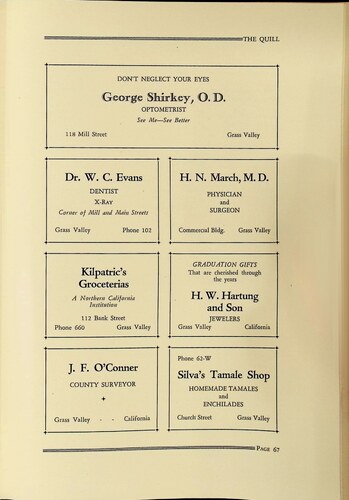 THE QUILL
DON'T NEGLECT YOUR EYES
George Shirkey, O. D.
OPTOMETRIST
See Me—See Better
118 Mill Street Grass Valley
Dr. W. C. Evans
DENTIST
X-RAY
Corner of Mill and Main Streets
Grass Valley Phone 102
H. N. March, M. D.
PHYSICIAN
and
SURGEON
Commercial Bldg. Grass Valley
Kilpatric's
Groceterias
A Northern California
Institution
112 Bank Street
Phone 660 Grass Valley
GRADUATION GIFTS
That are cherished through
the years
H. W. Hartung
and Son
JEWELERS
Grass Valley California
J. F. O'Conner
COUNTY SURVEYOR
Grass Valley - - California
Phone 62-W
Silva's Tamale Shop
HOMEMADE TAMALES
and
ENCHILADES
Church Street Grass Valley
PAGE 67